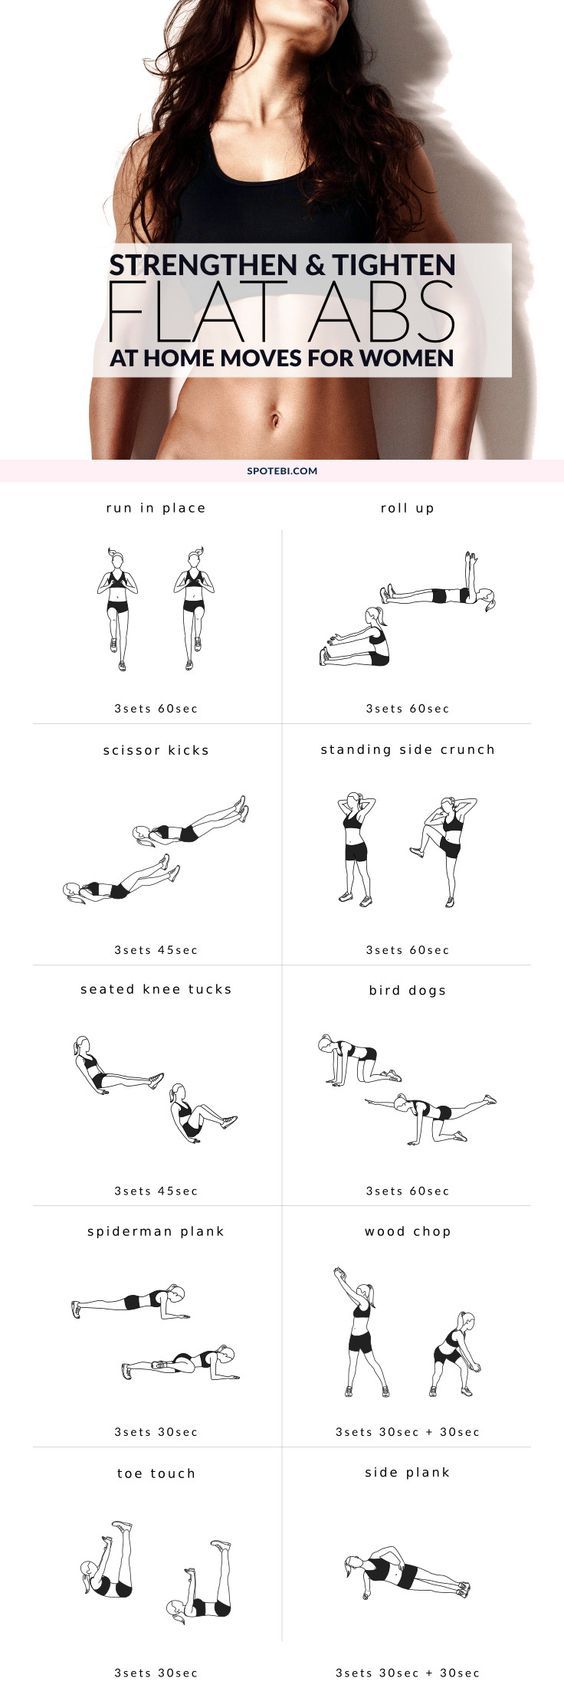 STRENGTHEN & TIGHTEN
FLAT ABS
AT HOME MOVES FOR WOMEN
SPOTEBI.COM
run in place
roll up
3sets 60sec
3sets 60sec
scissor kicks
standing side crunch
3sets 45sec
3sets 60sec
seated knee tucks
bird dogs
3sets 45sec
3sets 60sec
spiderman plank
wood chop
3sets 30sec
3sets 30sec + 30sec
toe touch
side plank
3sets 30sec
3sets 30sec + 30sec